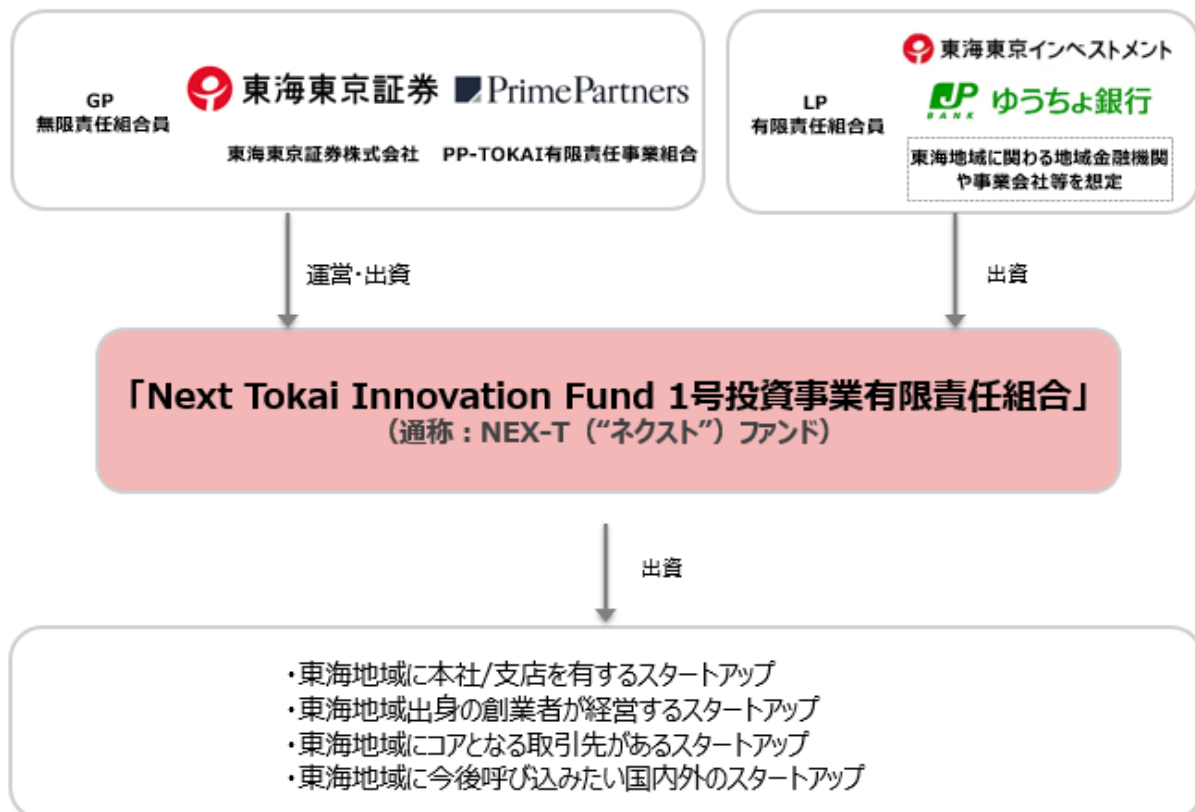 GP
無限責任組合員
東海東京証券
PrimePartners
東海東京証券株式会社
PP-TOKAI有限責任事業組合
LP
有限責任組合員
東海東京インベストメント
JP
BANK
ゆうちょ銀行
東海地域に関わる地域金融機関
や事業会社等を想定
運営・出資
出資
「Next Tokai Innovation Fund 1号投資事業有限責任組合」
（通称：NEX-T（“ネクスト”）ファンド）
出資
・東海地域に本社/支店を有するスタートアップ
・東海地域出身の創業者が経営するスタートアップ
・東海地域にコアとなる取引先があるスタートアップ
・東海地域に今後呼び込みたい国内外のスタートアップ